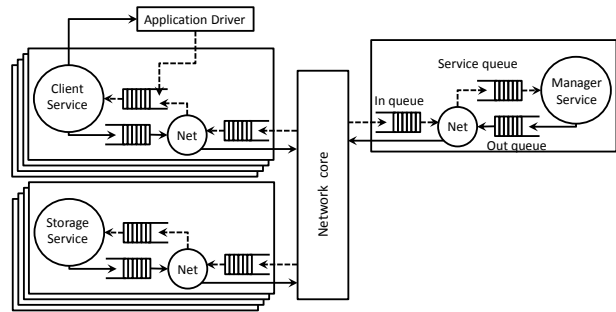 Application Driver
Client
Service
Net
Storage
Service
Net
Network core
In queue
Service queue
Net
Out queue
Manager
Service